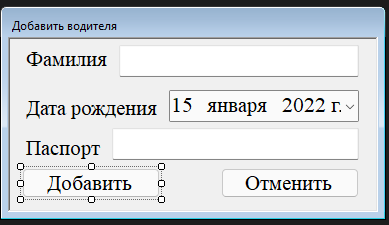 Добавить водителя
Фамилия
Дата рождения 15 января 2022 г.
Паспорт
Добавить Отменить